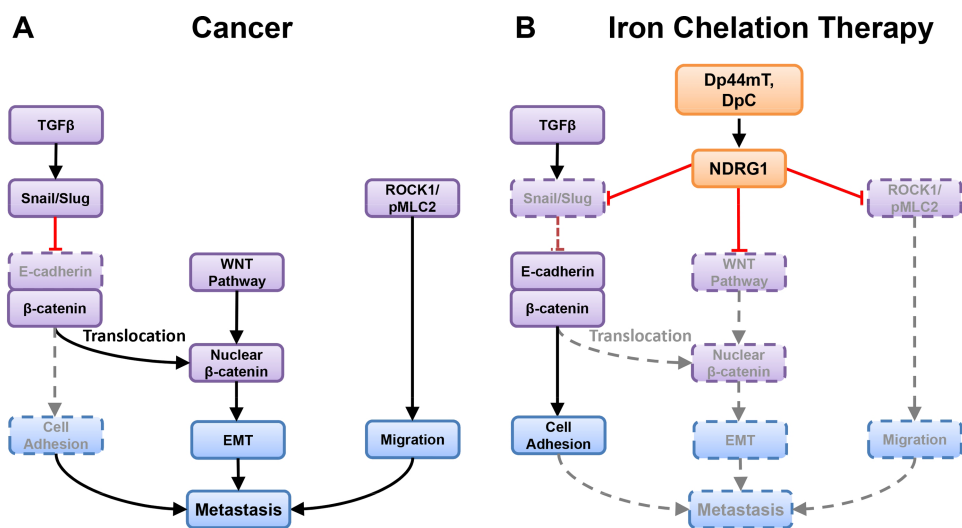 A
Cancer
TGFβ
Snail/Slug
E-cadherin
β-catenin
WNT
Pathway
ROCK1/
pMLC2
Translocation
Nuclear
β-catenin
Cell
Adhesion
EMT
Migration
Metastasis
B
Iron Chelation Therapy
Dp44mT,
DpC
TGFβ
NDRG1
Snail/Slug
ROCK1/
pMLC2
E-cadherin
β-catenin
WNT
Pathway
Translocation
Nuclear
β-catenin
Cell
Adhesion
EMT
Migration
Metastasis